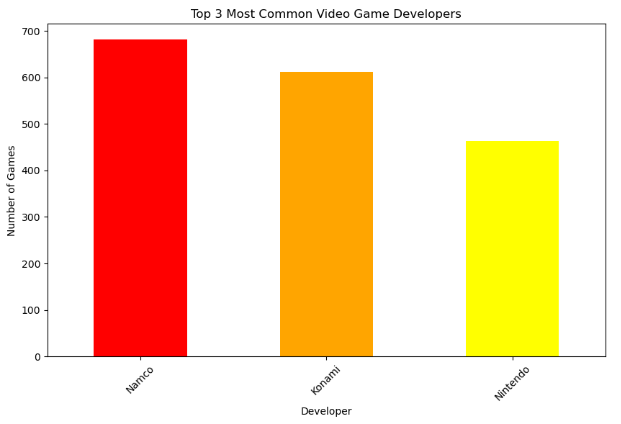 Top 3 Most Common Video Game Developers
Number of Games
700
600
500
400
300
200
100
0
Namco
Konami
Nintendo
Developer